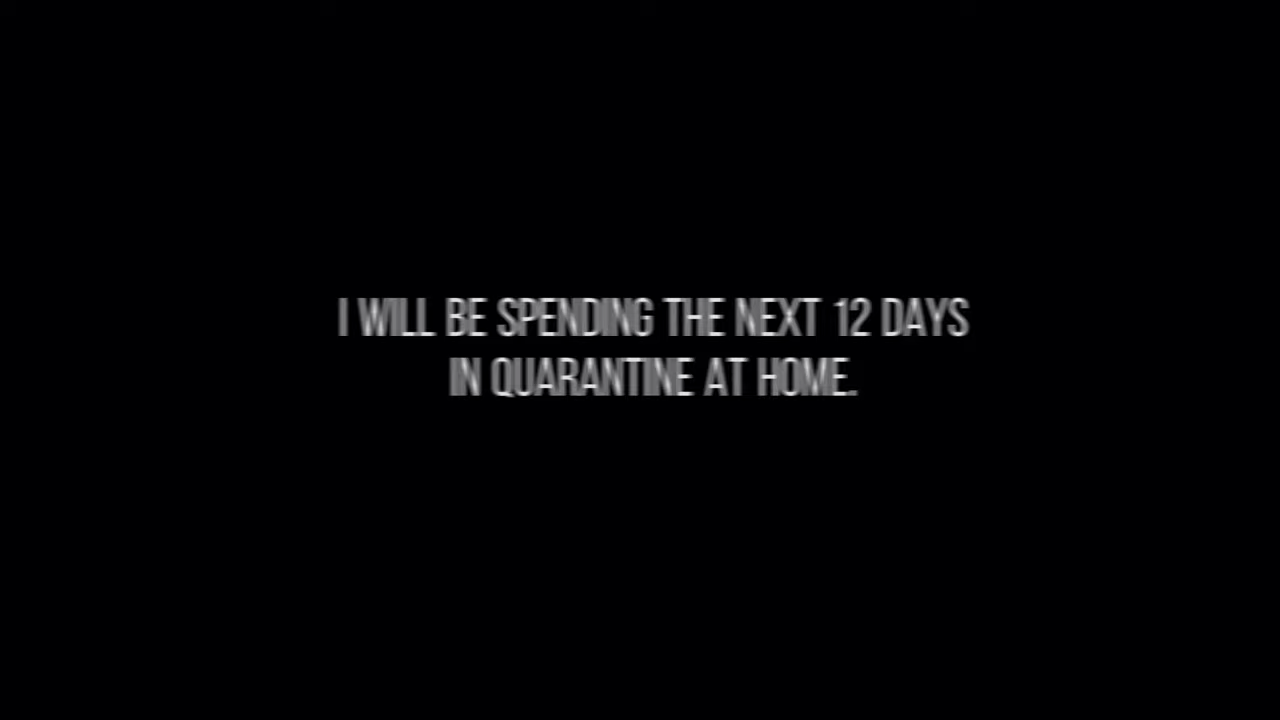 I WILL BE SPENDING THE NEXT 12 DAYS
IN QUARANTINE AT HOME.